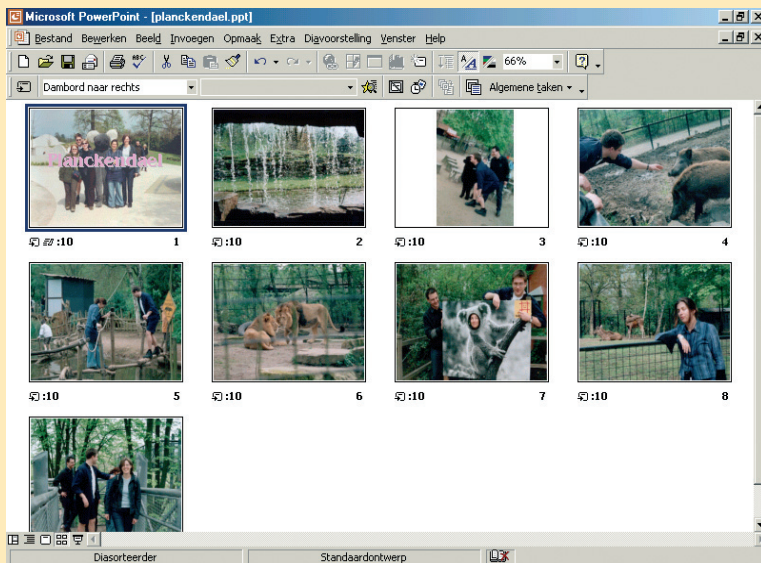 Microsoft PowerPoint - [planckendael.ppt]
Bestand Bewerken Beeld Invoegen Opmaak Extra Diavoorstelling Venster Help
66%
Dambord naar rechts
Algemene taken
Planckendael
:10 1
2
:10 3
:10 4
:10 5
:10 6
:10 7
:10 8
Diasorteerder Standaardontwerp